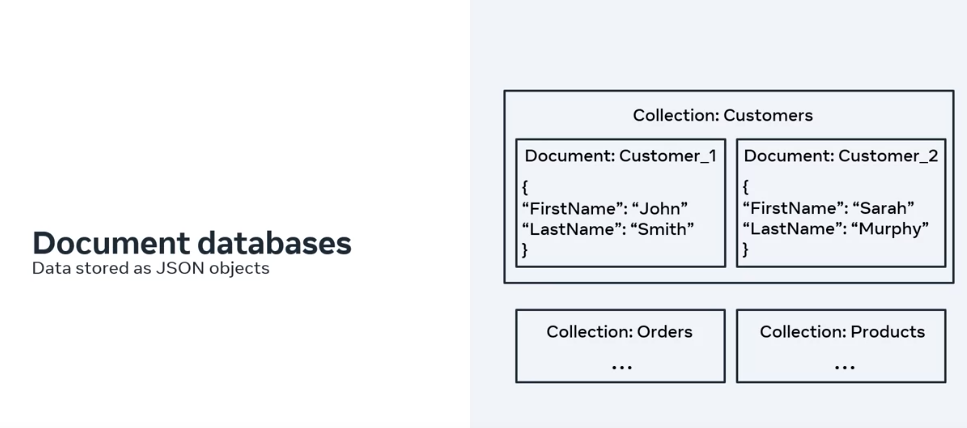 Document databases
Data stored as JSON objects
Collection: Customers
Document: Customer_1
{
“FirstName”: “John”
“LastName”: “Smith”
}
Document: Customer_2
{
“FirstName”: “Sarah”
“LastName”: “Murphy”
}
Collection: Orders
...
Collection: Products
...